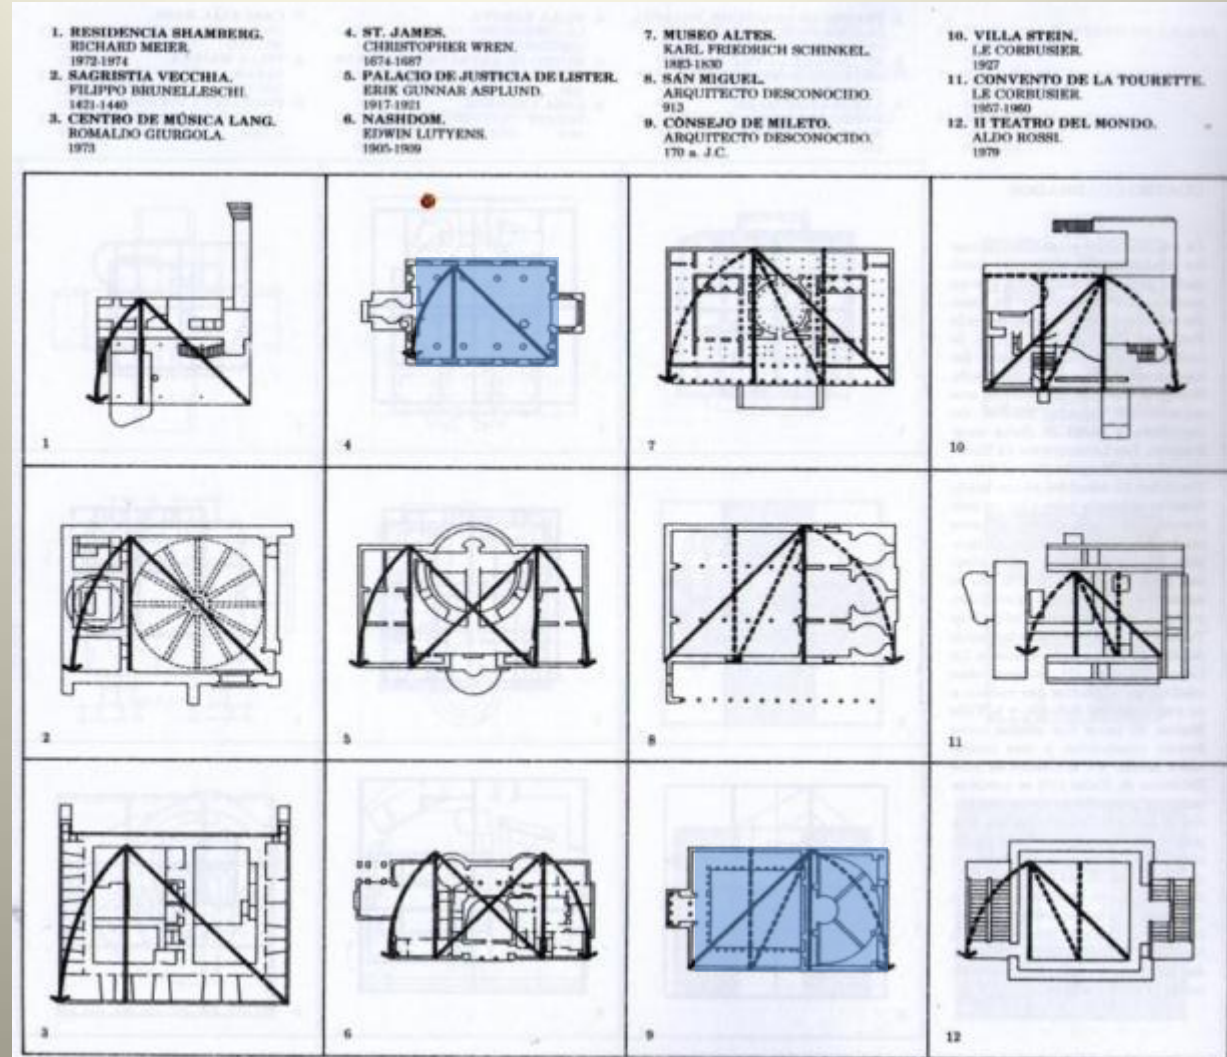 1. RESIDENCIA SHAMBERG.
RICHARD MEIER.
1972-1974
2. SAGRISTIA VECCHIA.
FILIPPO BRUNELLESCHI.
1421-1440
3. CENTRO DE MÚSICA LANG.
ROMALDO GIURGOLA.
1973
4. ST. JAMES.
CHRISTOPHER WREN.
1674-1687
5. PALACIO DE JUSTICIA DE LISTER.
ERIK GUNNAR ASPLUND.
1917-1921
6. NASHDOM.
EDWIN LUTYENS.
1905-1909
7. MUSEO ALTES.
KARL FRIEDRICH SCHINKEL.
1823-1830
8. SAN MIGUEL.
ARQUITECTO DESCONOCIDO.
913
9. CONSEJO DE MILETO.
ARQUITECTO DESCONOCIDO.
170 a. J.C.
10. VILLA STEIN.
LE CORBUSIER.
1927
11. CONVENTO DE LA TOURETTE.
LE CORBUSIER.
1957-1960
12. Il TEATRO DEL MONDO.
ALDO ROSSI.
1979
1
4
7
10
2
5
8
11
3
6
9
12